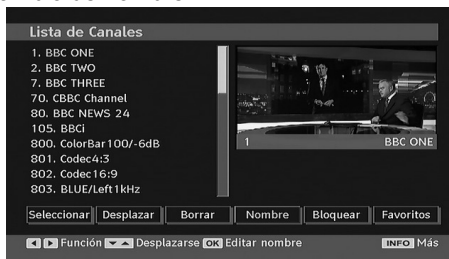 Lista de Canales
1. BBC ONE
2. BBC TWO
7. BBC THREE
70. CBBC Channel
80. BBC NEWS 24
105. BBCi
800. ColorBar100/-6dB
801. Codec4:3
802. Codec16:9
803. BLUE/Left1kHz
1 BBC ONE
Seleccionar Desplazar Borrar Nombre Bloquear Favoritos
Función Desplazarse OK Editar nombre INFO Más